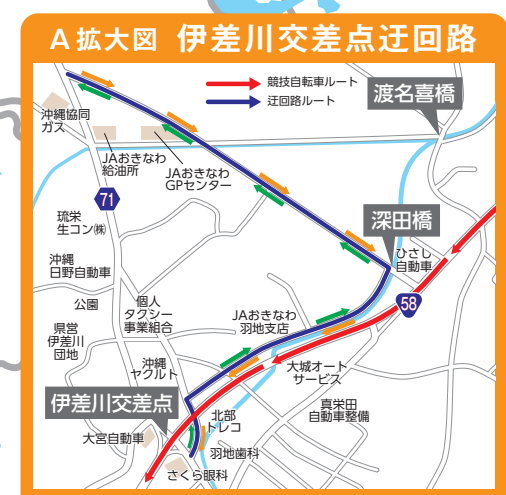 A拡大図 伊差川交差点迂回路
競技自転車ルート
迂回路ルート
渡名喜橋
沖縄協同
ガス
JAおきなわ
給油所
JAおきなわ
GPセンター
71
琉栄
生コン㈱
深田橋
ひさし
自動車
沖縄
日野自動車
58
公園
個人
タクシー
事業組合
JAおきなわ
羽地支店
県営
伊差川
団地
沖縄
ヤクルト
大城オート
サービス
伊差川交差点
北部
トレコ
真栄田
自動車整備
大宮自動車
羽地歯科
さくら眼科